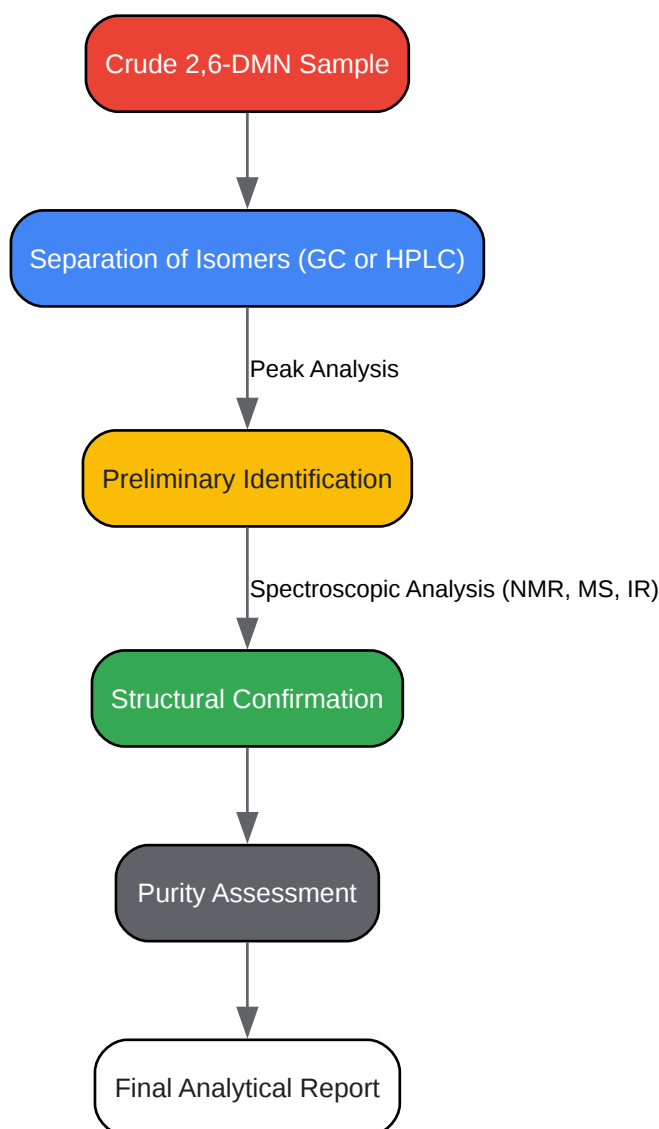 Crude 2,6-DMN Sample
Separation of Isomers (GC or HPLC)
Peak Analysis
Preliminary Identification
Spectroscopic Analysis (NMR, MS, IR)
Structural Confirmation
Purity Assessment
Final Analytical Report